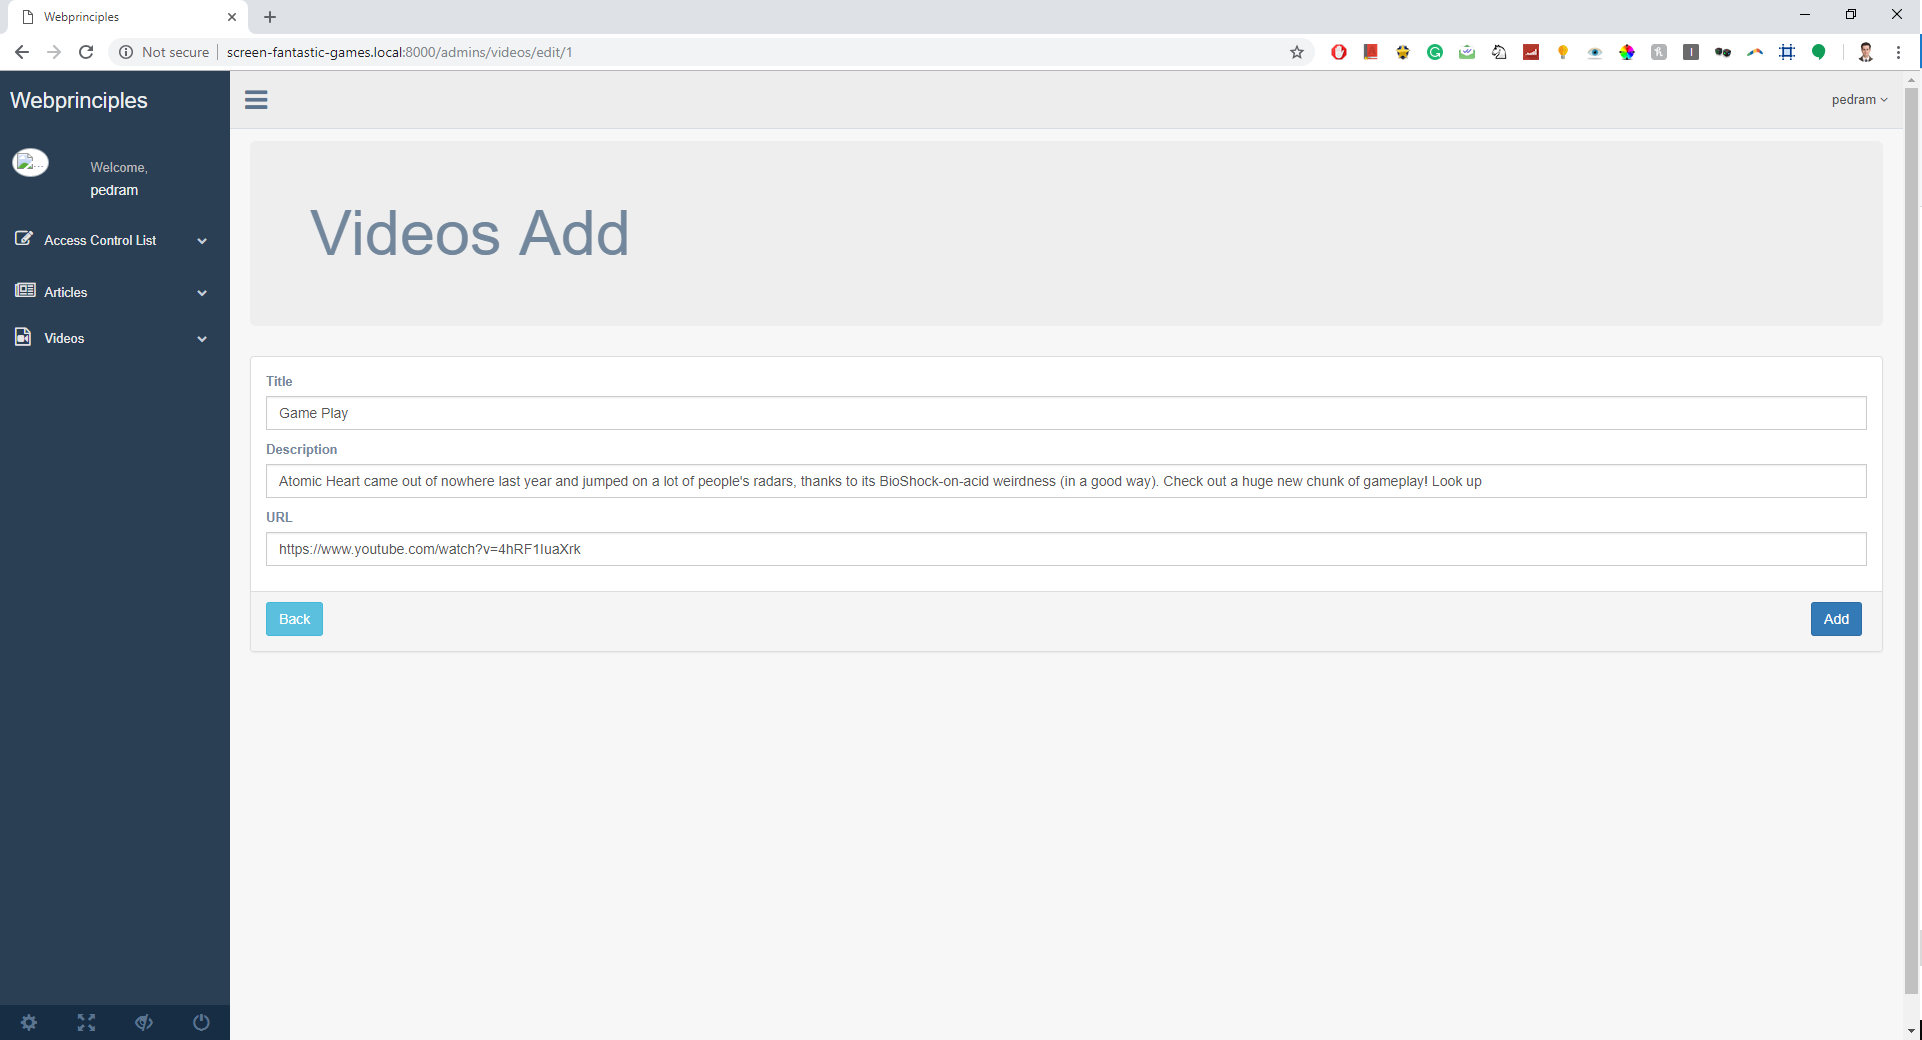 Webprinciples
Not secure screen-fantastic-games.local:8000/admins/videos/edit/1
Webprinciples
pedram
Welcome,
pedram
Access Control List
Articles
Videos
Videos Add
Title
Game Play
Description
Atomic Heart came out of nowhere last year and jumped on a lot of people's radars, thanks to its BioShock-on-acid weirdness (in a good way). Check out a huge new chunk of gameplay! Look up
URL
https://www.youtube.com/watch?v=4hRF1IuaXrk
Back
Add